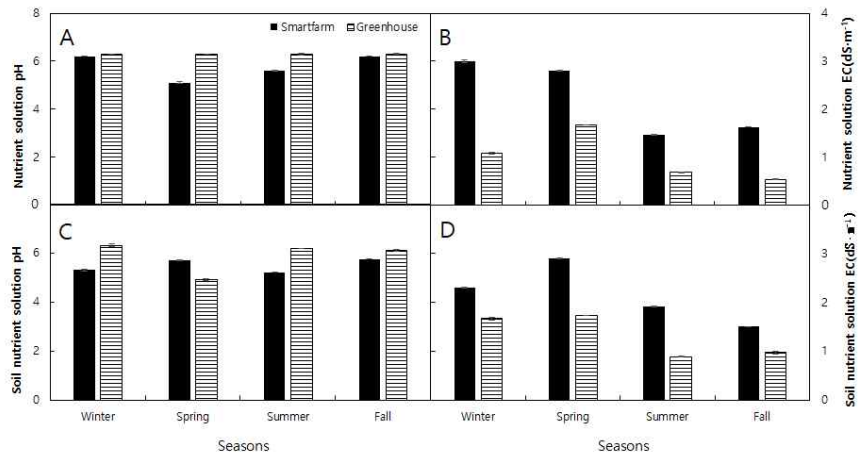 8
6
4
2
0
A
Smartfarm
Greenhouse
B
4
3
2
1
0
Nutrient solution pH
Nutrient solution EC(dS·m-1)
6
4
2
0
C
D
3
2
1
0
Soil nutrient solution pH
Soil nutrient solution EC(dS·m-1)
Winter
Spring
Summer
Fall
Winter
Spring
Summer
Fall
Seasons
Seasons